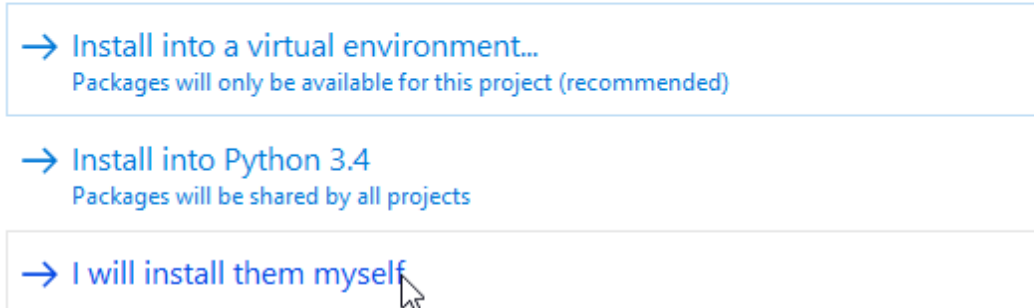 Install into a virtual environment...
Packages will only be available for this project (recommended)
Install into Python 3.4
Packages will be shared by all projects
I will install them myself